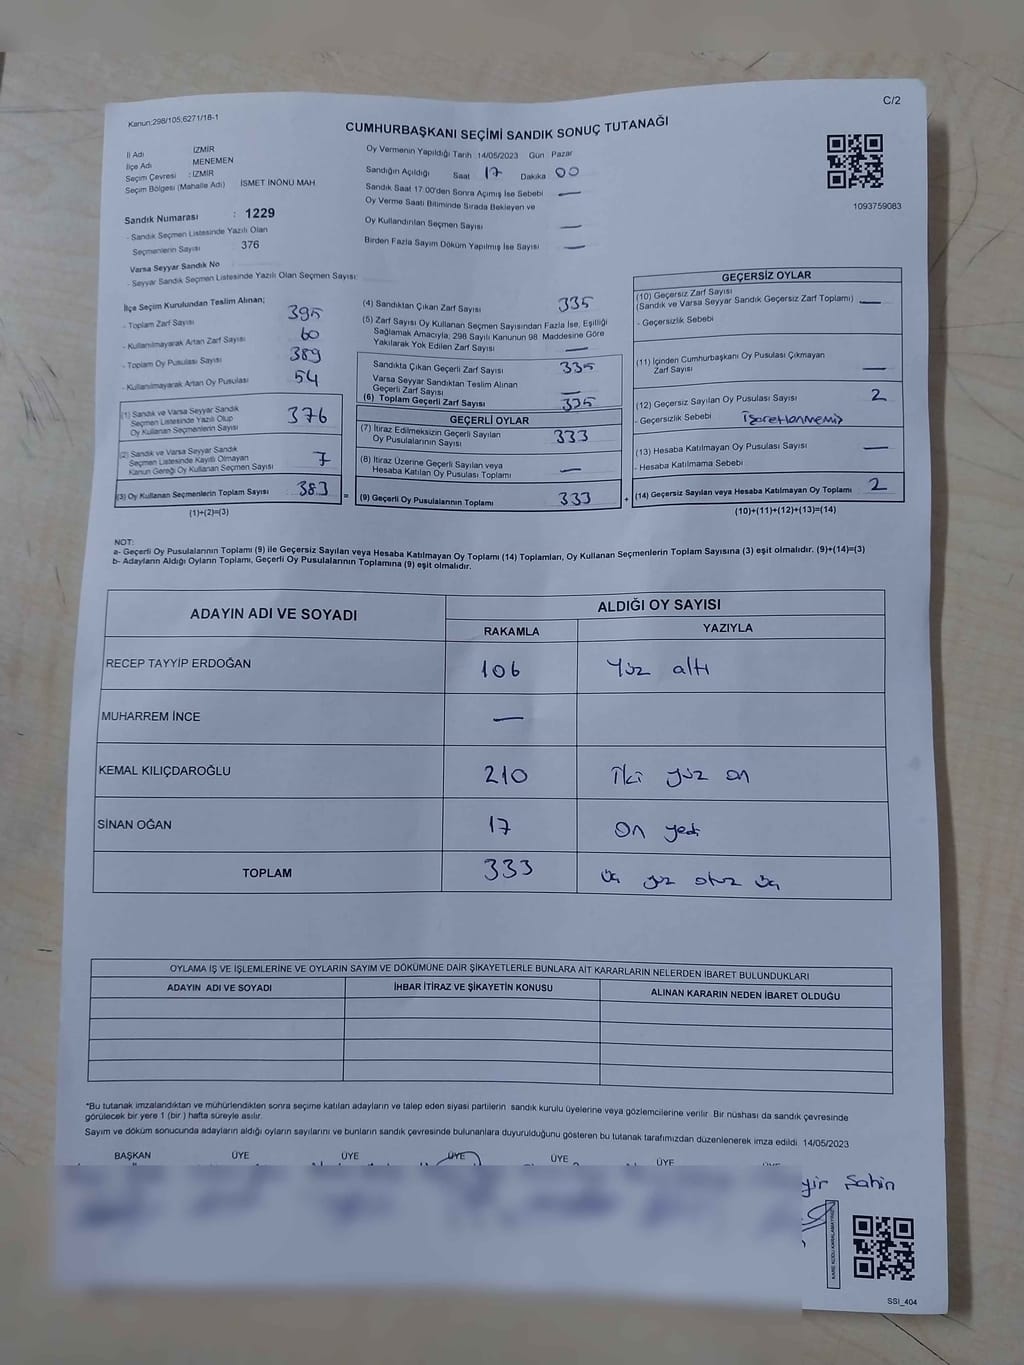 C/2
Kanun:298/105;6271/18-1
CUMHURBAŞKANI SEÇİMİ SANDIK SONUÇ TUTANAĞI
İl Adı İZMİR
İlçe Adı MENEMEN
Seçim Çevresi : İZMİR
Seçim Bölgesi (Mahalle Adı) İSMET İNÖNÜ MAH.
Sandık Numarası : 1229
- Sandık Seçmen Listesinde Yazılı Olan
Seçmenlerin Sayısı 376
Varsa Seyyar Sandık No
- Seyyar Sandık Seçmen Listesinde Yazılı Olan Seçmen Sayısı:
Oy Vermenin Yapıldığı Tarih 14/05/2023 Gün Pazar
Sandığın Açıldığı Saat 17 Dakika 00
Sandık Saat 17:00'den Sonra Açımış İse Sebebi —
Oy Verme Saati Bitiminde Sırada Bekleyen ve
Oy Kullandırılan Seçmen Sayısı —
Birden Fazla Sayım Döküm Yapılmış İse Sayısı —
1093759083
İlçe Seçim Kurulundan Teslim Alınan;
- Toplam Zarf Sayısı 395
- Kullanılmayarak Artan Zarf Sayısı 60
- Toplam Oy Pusulası Sayısı 389
- Kullanılmayarak Artan Oy Pusulası 54
(1) Sandık ve Varsa Seyyar Sandık
Seçmen Listesinde Yazılı Olup
Oy Kullanan Seçmenlerin Sayısı 376
(2) Sandık ve Varsa Seyyar Sandık
Seçmen Listesinde Kayıtlı Olmayan
Kanun Gereği Oy Kullanan Seçmen Sayısı 7
(3) Oy Kullanan Seçmenlerin Toplam Sayısı 383 =
(1)+(2)=(3)
(4) Sandıktan Çıkan Zarf Sayısı 335
(5) Zarf Sayısı Oy Kullanan Seçmen Sayısından Fazla İse, Eşitliği
Sağlamak Amacıyla; 298 Sayılı Kanunun 98. Maddesine Göre
Yakılarak Yok Edilen Zarf Sayısı —
Sandıkta Çıkan Geçerli Zarf Sayısı 335
Varsa Seyyar Sandıktan Teslim Alınan
Geçerli Zarf Sayısı —
(6) Toplam Geçerli Zarf Sayısı 335
GEÇERLİ OYLAR
(7) İtiraz Edilmeksizin Geçerli Sayılan
Oy Pusulalarının Sayısı 333
(8) İtiraz Üzerine Geçerli Sayılan veya
Hesaba Katılan Oy Pusulası Toplamı —
(9) Geçerli Oy Pusulalarının Toplamı 333 +
GEÇERSİZ OYLAR
(10) Geçersiz Zarf Sayısı
(Sandık ve Varsa Seyyar Sandık Geçersiz Zarf Toplamı) —
- Geçersizlik Sebebi
(11) İçinden Cumhurbaşkanı Oy Pusulası Çıkmayan
Zarf Sayısı —
(12) Geçersiz Sayılan Oy Pusulası Sayısı 2
- Geçersizlik Sebebi İşaretlenmemiş
(13) Hesaba Katılmayan Oy Pusulası Sayısı —
- Hesaba Katılmama Sebebi
(14) Geçersiz Sayılan veya Hesaba Katılmayan Oy Toplamı 2
(10)+(11)+(12)+(13)=(14)
NOT:
a- Geçerli Oy Pusulalarının Toplamı (9) ile Geçersiz Sayılan veya Hesaba Katılmayan Oy Toplamı (14) Toplamları, Oy Kullanan Seçmenlerin Toplam Sayısına (3) eşit olmalıdır. (9)+(14)=(3)
b- Adayların Aldığı Oyların Toplamı, Geçerli Oy Pusulalarının Toplamına (9) eşit olmalıdır.
ADAYIN ADI VE SOYADI ALDIĞI OY SAYISI
RAKAMLA YAZIYLA
RECEP TAYYİP ERDOĞAN 106 Yüz altı
MUHARREM İNCE —
KEMAL KILIÇDAROĞLU 210 İki yüz on
SİNAN OĞAN 17 On yedi
TOPLAM 333 üç yüz otuz üç
OYLAMA İŞ VE İŞLEMLERİNE VE OYLARIN SAYIM VE DÖKÜMÜNE DAİR ŞİKAYETLERLE BUNLARA AİT KARARLARIN NELERDEN İBARET BULUNDUKLARI
ADAYIN ADI VE SOYADI İHBAR İTİRAZ VE ŞİKAYETİN KONUSU ALINAN KARARIN NEDEN İBARET OLDUĞU
*Bu tutanak imzalandıktan ve mühürlendikten sonra seçime katılan adayların ve talep eden siyasi partilerin sandık kurulu üyelerine veya gözlemcilerine verilir. Bir nüshası da sandık çevresinde
görülecek bir yere 1 (bir ) hafta süreyle asılır.
Sayım ve döküm sonucunda adayların aldığı oyların sayılarını ve bunların sandık çevresinde bulunanlara duyurulduğunu gösteren bu tutanak tarafımızdan düzenlenerek imza edildi. 14/05/2023
BAŞKAN ÜYE ÜYE ÜYE ÜYE ÜYE
Şahin
SSİ_404